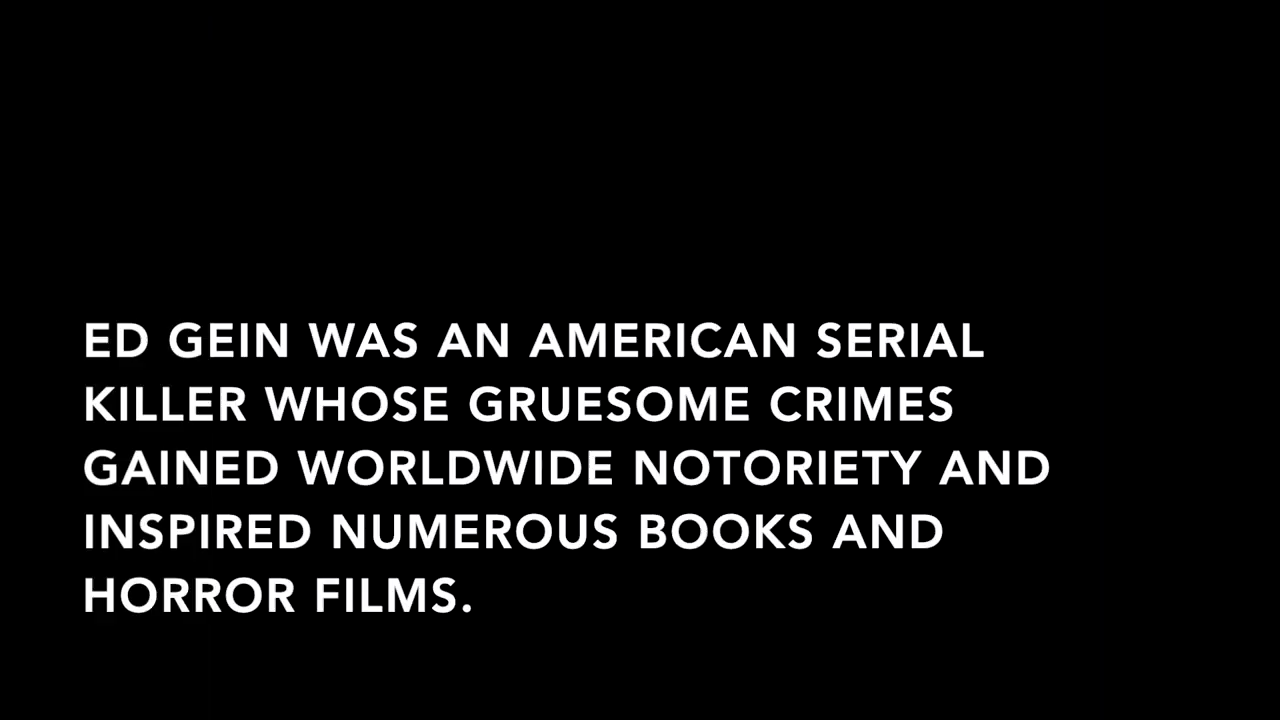 ED GEIN WAS AN AMERICAN SERIAL
KILLER WHOSE GRUESOME CRIMES
GAINED WORLDWIDE NOTORIETY AND
INSPIRED NUMEROUS BOOKS AND
HORROR FILMS.